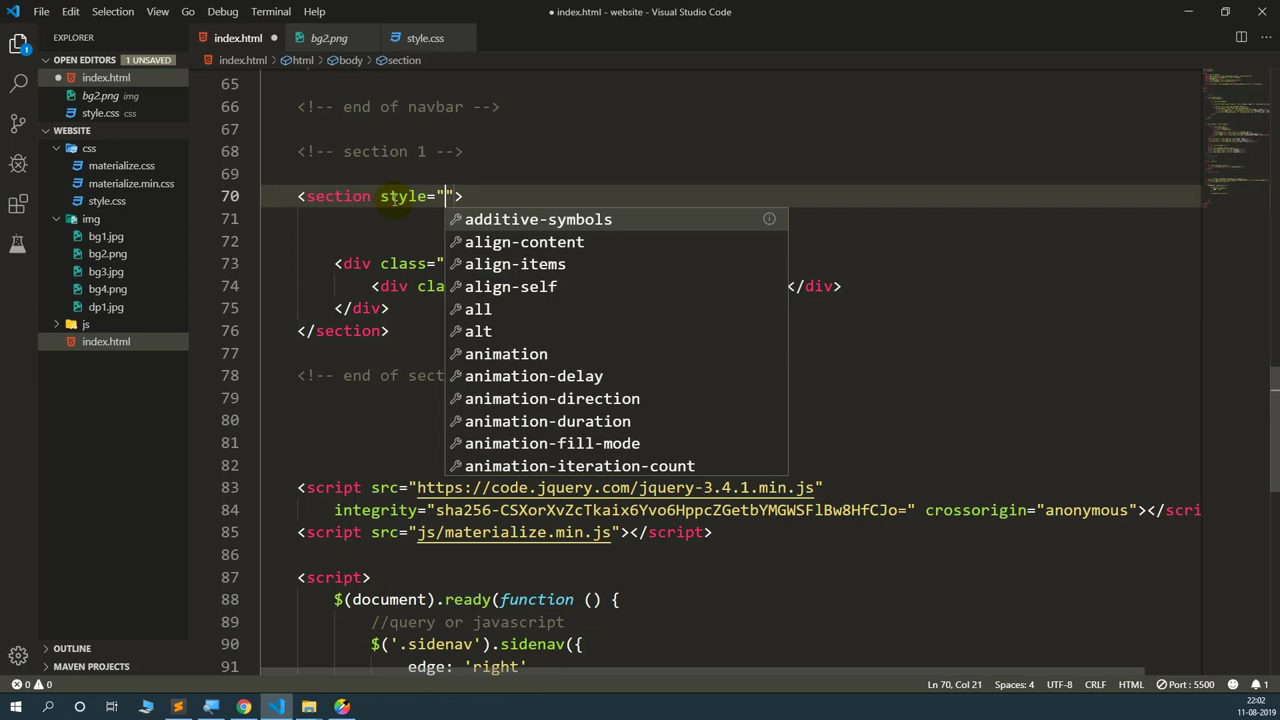 File Edit Selection View Go Debug Terminal Help
● index.html - website - Visual Studio Code
EXPLORER
index.html ●
bg2.png
style.css
OPEN EDITORS 1 UNSAVED
index.html > html > body > section
● index.html
bg2.png img
style.css css
WEBSITE
css
materialize.css
materialize.min.css
style.css
img
bg1.jpg
bg2.png
bg3.jpg
bg4.png
dp1.jpg
js
index.html
OUTLINE
MAVEN PROJECTS
65
66 <!-- end of navbar -->
67
68 <!-- section 1 -->
69
70 <section style="">
71
72
73 <div class="
74 <div cla </div>
75 </div>
76 </section>
77
78 <!-- end of sect
79
80
81
82
83 <script src="https://code.jquery.com/jquery-3.4.1.min.js"
84 integrity="sha256-CSXorXvZcTkaix6Yvo6HppcZGetbYMGWSFlBw8HfCJo=" crossorigin="anonymous"></scri
85 <script src="js/materialize.min.js"></script>
86
87 <script>
88 $(document).ready(function () {
89 //query or javascript
90 $('.sidenav').sidenav({
91 edge: 'right'
additive-symbols
align-content
align-items
align-self
all
alt
animation
animation-delay
animation-direction
animation-duration
animation-fill-mode
animation-iteration-count
0 0
Ln 70, Col 21 Spaces: 4 UTF-8 CRLF HTML Port : 5500 1
22:02
11-08-2019